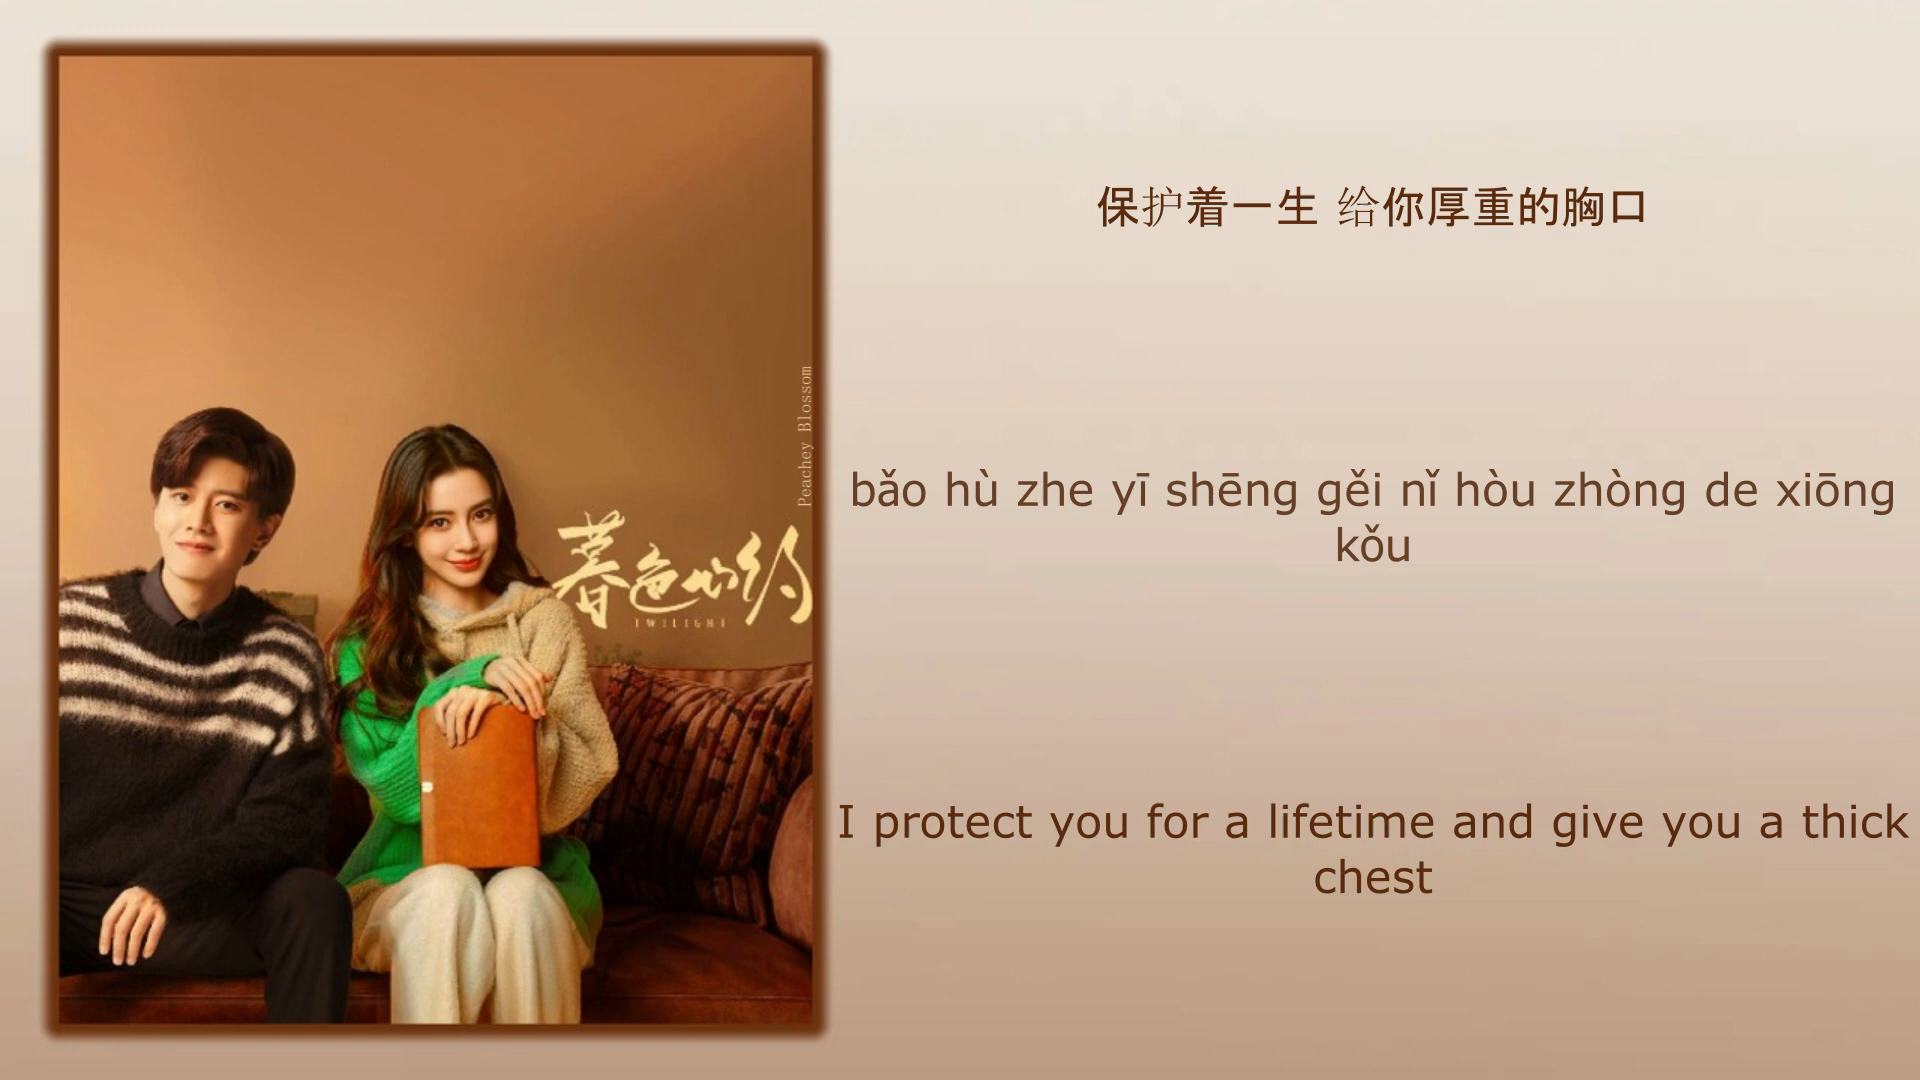 保护着一生 给你厚重的胸口
bǎo hù zhe yī shēng gěi nǐ hòu zhòng de xiōng
kǒu
I protect you for a lifetime and give you a thick
chest
Peachey Blossom
暮色心约
TWILIGHT